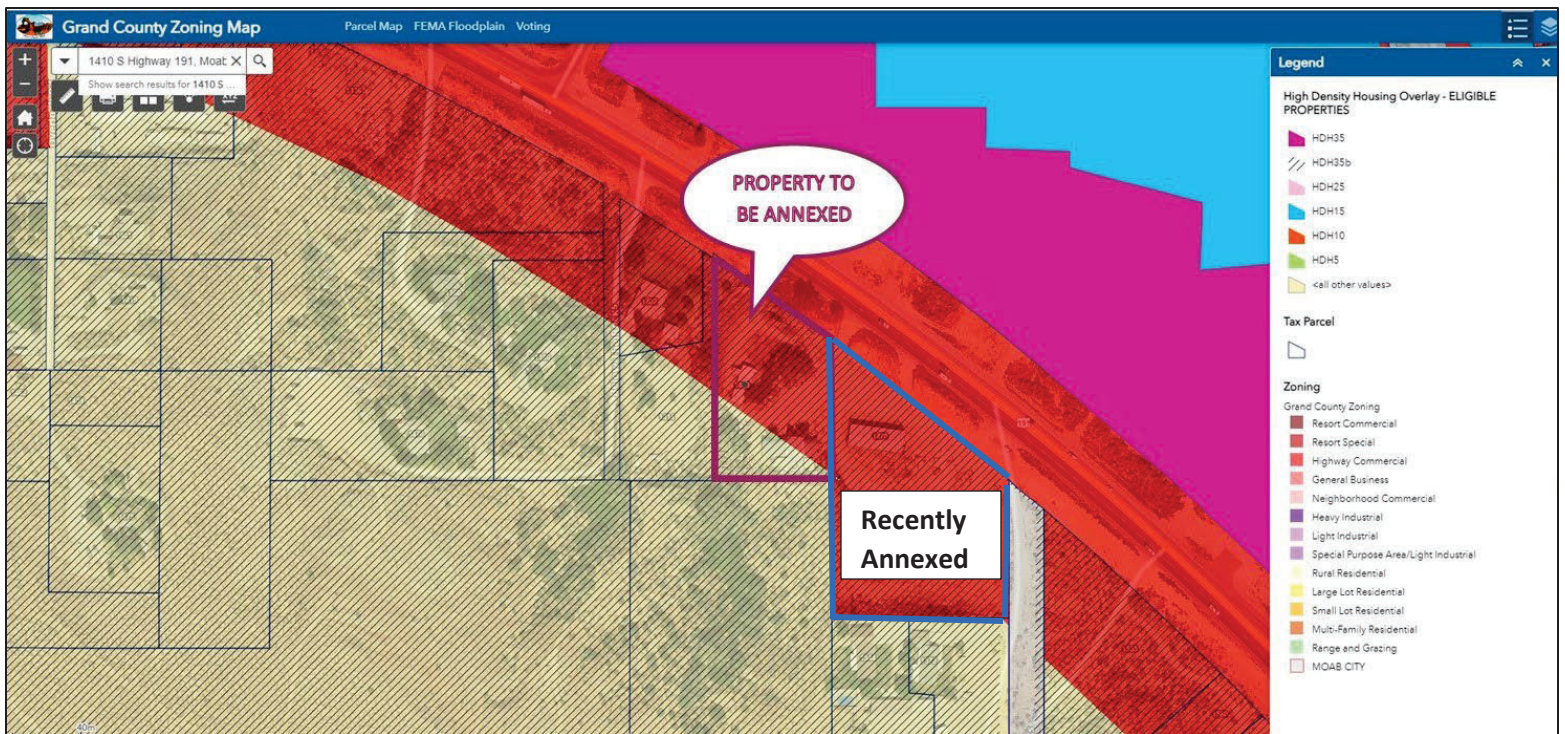 Grand County Zoning Map
Parcel Map FEMA Floodplain Voting
1410 S Highway 191, Moab
Show search results for 1410 S ...
PROPERTY TO
BE ANNEXED
Recently
Annexed
40m
Legend
High Density Housing Overlay - ELIGIBLE
PROPERTIES
HDH35
HDH35b
HDH25
HDH15
HDH10
HDH5
<all other values>
Tax Parcel
Zoning
Grand County Zoning
Resort Commercial
Resort Special
Highway Commercial
General Business
Neighborhood Commercial
Heavy Industrial
Light Industrial
Special Purpose Area/Light Industrial
Rural Residential
Large Lot Residential
Small Lot Residential
Multi-Family Residential
Range and Grazing
MOAB CITY